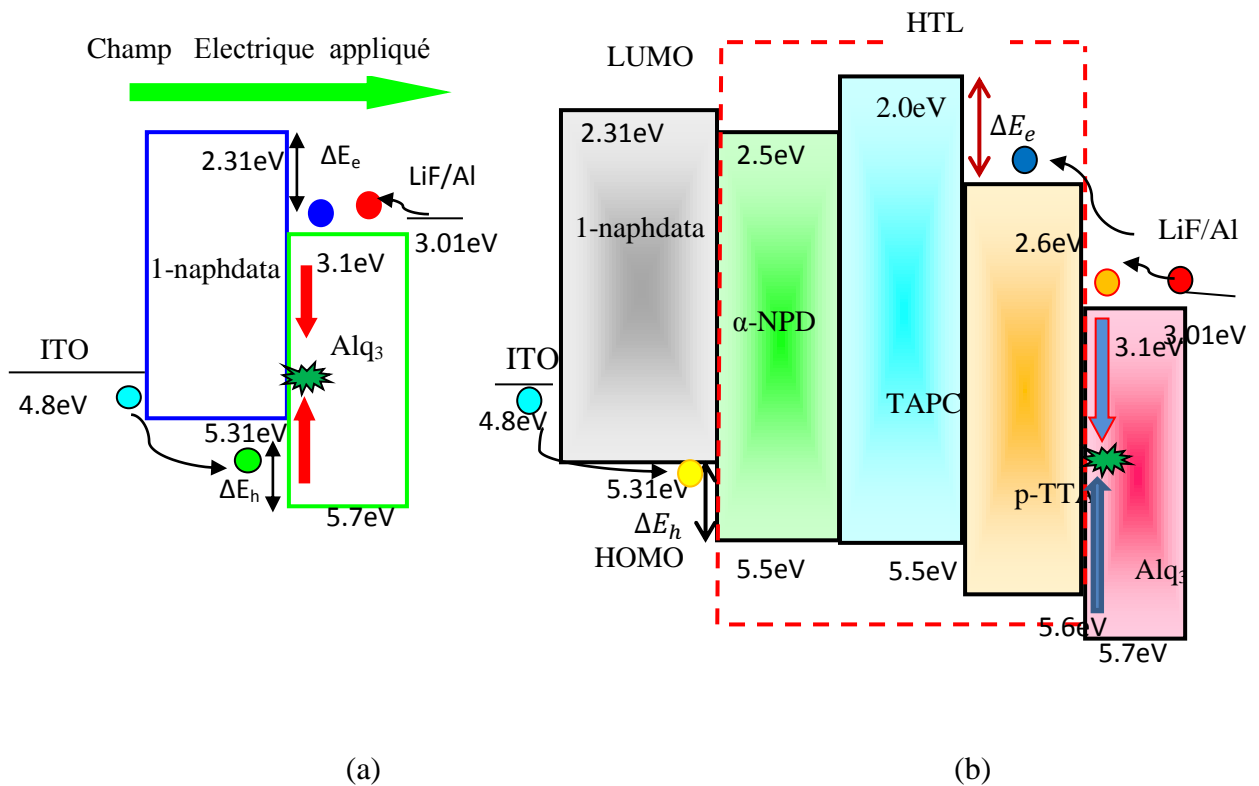 Champ Electrique appliqué
2.31eV
ΔEe
LiF/Al
3.01eV
1-naphdata
3.1eV
ITO
Alq3
4.8eV
5.31eV
ΔEh
5.7eV
(a)
HTL
LUMO
2.0eV
ΔEe
2.31eV
2.5eV
1-naphdata
2.6eV
LiF/Al
α-NPD
3.1eV
3.01eV
ITO
TAPC
4.8eV
5.31eV
p-TTA
ΔEh
HOMO
5.5eV
5.5eV
Alq3
5.6eV
5.7eV
(b)